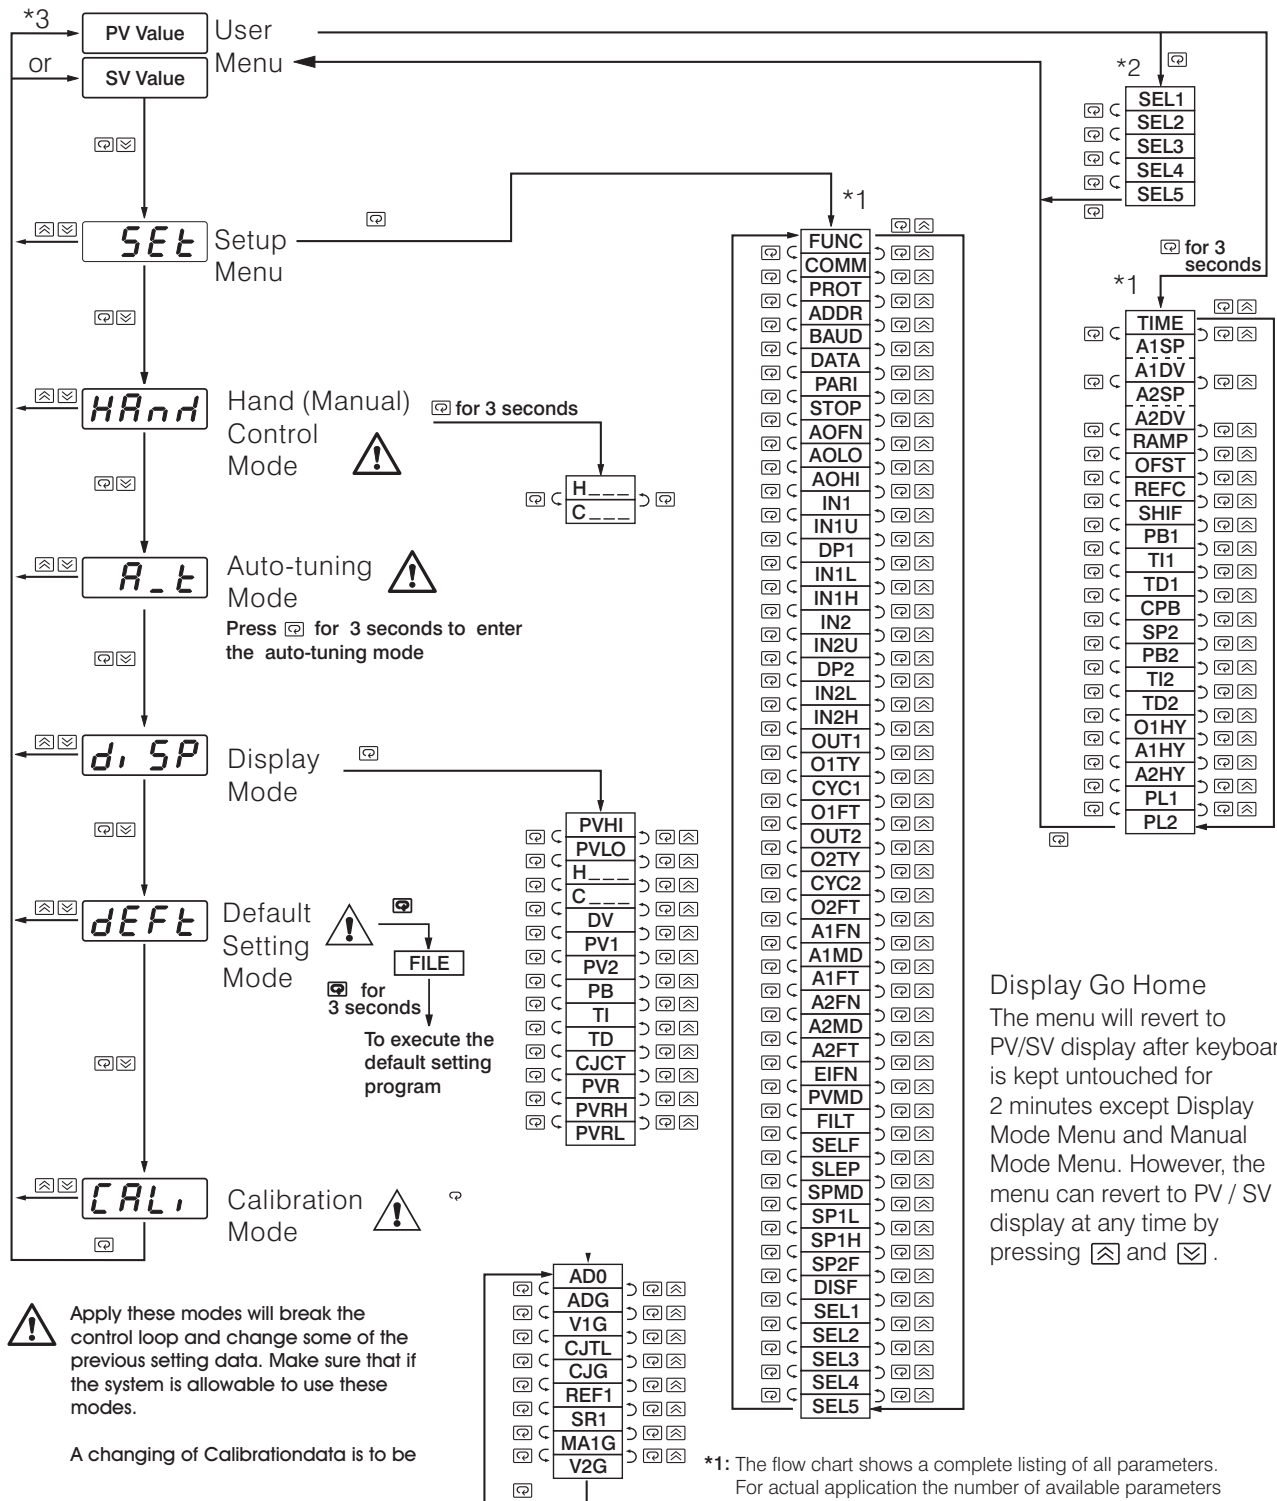 *3
PV Value
User
Menu
or
SV Value
*2
SEL1
SEL2
SEL3
SEL4
SEL5
SEt
Setup
Menu
*1
for 3
seconds
*1
FUNC
COMM
PROT
ADDR
BAUD
DATA
PARI
STOP
AOFN
AOLO
AOHI
IN1
IN1U
DP1
IN1L
IN1H
IN2
IN2U
DP2
IN2L
IN2H
OUT1
O1TY
CYC1
O1FT
OUT2
O2TY
CYC2
O2FT
A1FN
A1MD
A1FT
A2FN
A2MD
A2FT
EIFN
PVMD
FILT
SELF
SLEP
SPMD
SP1L
SP1H
SP2F
DISF
SEL1
SEL2
SEL3
SEL4
SEL5
TIME
A1SP
A1DV
A2SP
A2DV
RAMP
OFST
REFC
SHIF
PB1
TI1
TD1
CPB
SP2
PB2
TI2
TD2
O1HY
A1HY
A2HY
PL1
PL2
HAnd
Hand (Manual)
Control
Mode
for 3 seconds
H___
C___
A_t
Auto-tuning
Mode
Press for 3 seconds to enter
the auto-tuning mode
di SP
Display
Mode
PVHI
PVLO
H___
C___
DV
PV1
PV2
PB
TI
TD
CJCT
PVR
PVRH
PVRL
dEFt
Default
Setting
Mode
FILE
for
3 seconds
To execute the
default setting
program
CALi
Calibration
Mode
AD0
ADG
V1G
CJTL
CJG
REF1
SR1
MA1G
V2G
Display Go Home
The menu will revert to
PV/SV display after keyboar
is kept untouched for
2 minutes except Display
Mode Menu and Manual
Mode Menu. However, the
menu can revert to PV / SV
display at any time by
pressing and .
Apply these modes will break the
control loop and change some of the
previous setting data. Make sure that if
the system is allowable to use these
modes.
A changing of Calibrationdata is to be
*1: The flow chart shows a complete listing of all parameters.
For actual application the number of available parameters